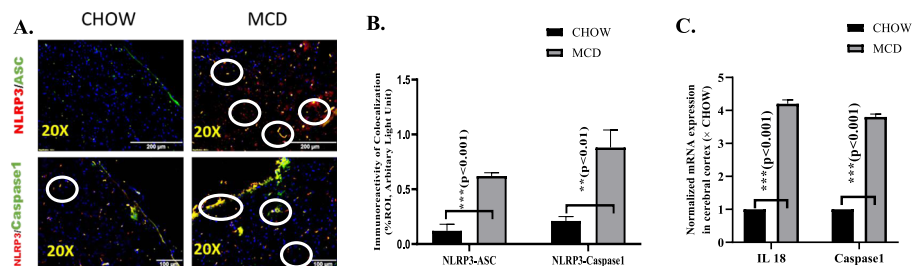 A.
CHOW
MCD
NLRP3/ASC
20X
200 μm
20X
200 μm
NLRP3/Caspase1
20X
100 μm
20X
100 μm
B.
CHOW
MCD
Immunoreactivity of Colocalization
(%ROI, Arbitary Light Unit)
1.5
1.0
0.5
0.0
***(p<0.001)
**(p<0.01)
NLRP3-ASC
NLRP3-Caspase1
C.
CHOW
MCD
Normalized mRNA expression
in cerebral cortex (× CHOW)
6
4
2
0
***(p<0.001)
***(p<0.001)
IL 18
Caspase1